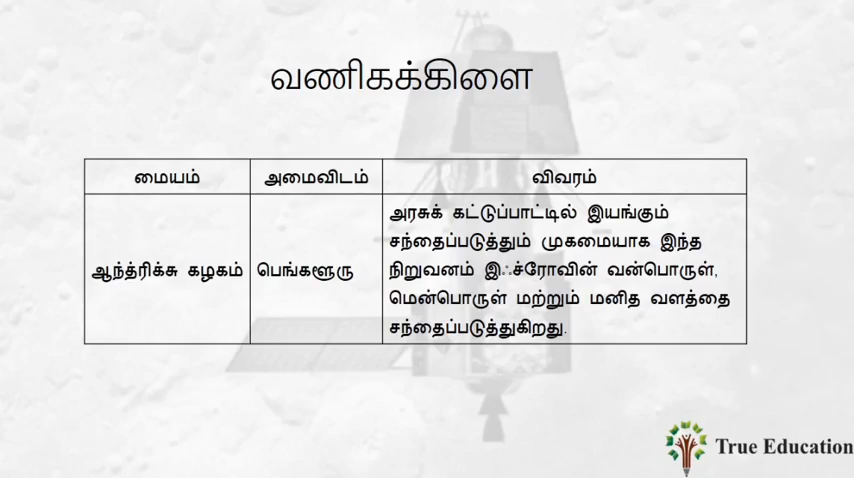 வணிகக்கிளை
மையம் அமைவிடம் விவரம்
ஆந்த்ரிக்சு கழகம் பெங்களூரு
அரசுக் கட்டுப்பாட்டில் இயங்கும்
சந்தைப்படுத்தும் முகமையாக இந்த
நிறுவனம் இஃச்ரோவின் வன்பொருள்,
மென்பொருள் மற்றும் மனித வளத்தை
சந்தைப்படுத்துகிறது.
True Education